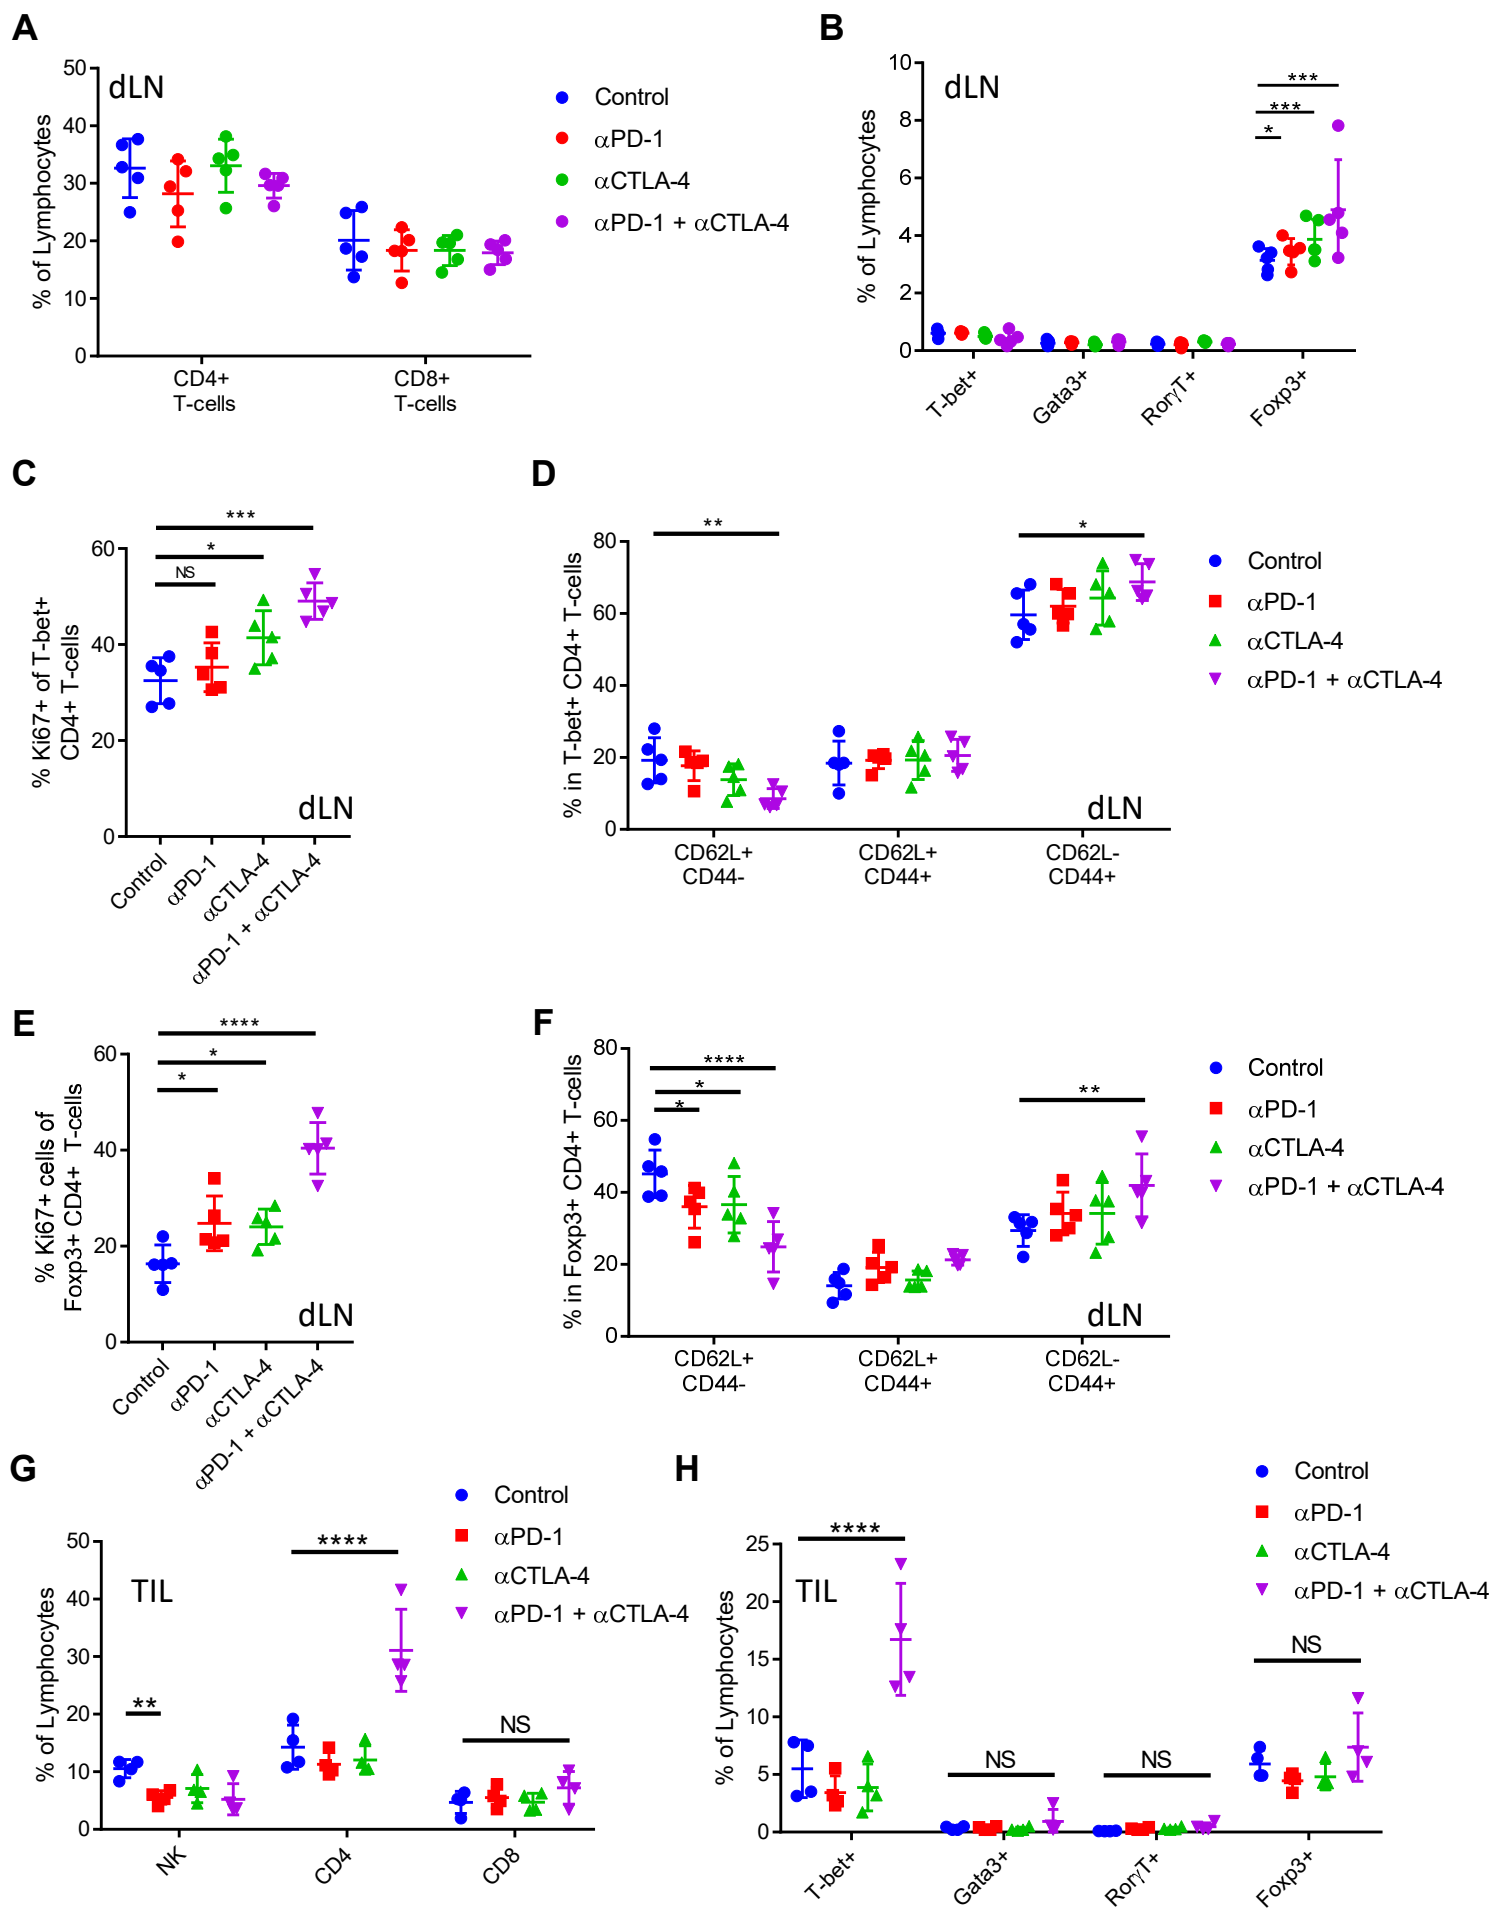 A
dLN
% of Lymphocytes
50
40
30
20
10
0
CD4+
T-cells
CD8+
T-cells
Control
αPD-1
αCTLA-4
αPD-1 + αCTLA-4
B
dLN
% of Lymphocytes
10
8
6
4
2
0
***
***
*
T-bet+
Gata3+
RorγT+
Foxp3+
C
% Ki67+ of T-bet+
CD4+ T-cells
60
40
20
0
***
*
NS
dLN
Control
αPD-1
αCTLA-4
αPD-1 + αCTLA-4
D
% in T-bet+ CD4+ T-cells
80
60
40
20
0
**
*
dLN
CD62L+
CD44-
CD62L+
CD44+
CD62L-
CD44+
Control
αPD-1
αCTLA-4
αPD-1 + αCTLA-4
E
% Ki67+ cells of
Foxp3+ CD4+ T-cells
60
40
20
0
****
*
*
dLN
Control
αPD-1
αCTLA-4
αPD-1 + αCTLA-4
F
% in Foxp3+ CD4+ T-cells
80
60
40
20
0
****
*
*
**
dLN
CD62L+
CD44-
CD62L+
CD44+
CD62L-
CD44+
Control
αPD-1
αCTLA-4
αPD-1 + αCTLA-4
G
TIL
% of Lymphocytes
50
40
30
20
10
0
**
****
NS
NK
CD4
CD8
Control
αPD-1
αCTLA-4
αPD-1 + αCTLA-4
H
TIL
% of Lymphocytes
25
20
15
10
5
0
****
NS
NS
NS
T-bet+
Gata3+
RorγT+
Foxp3+
Control
αPD-1
αCTLA-4
αPD-1 + αCTLA-4